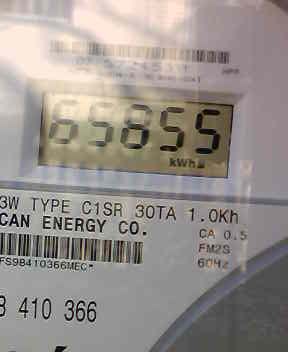 65855
kWh
3W TYPE C1SR 30TA 1.0Kh
CAN ENERGY CO.
CA 0.5
FM2S
60Hz
FS98410366MEC*
8 410 366